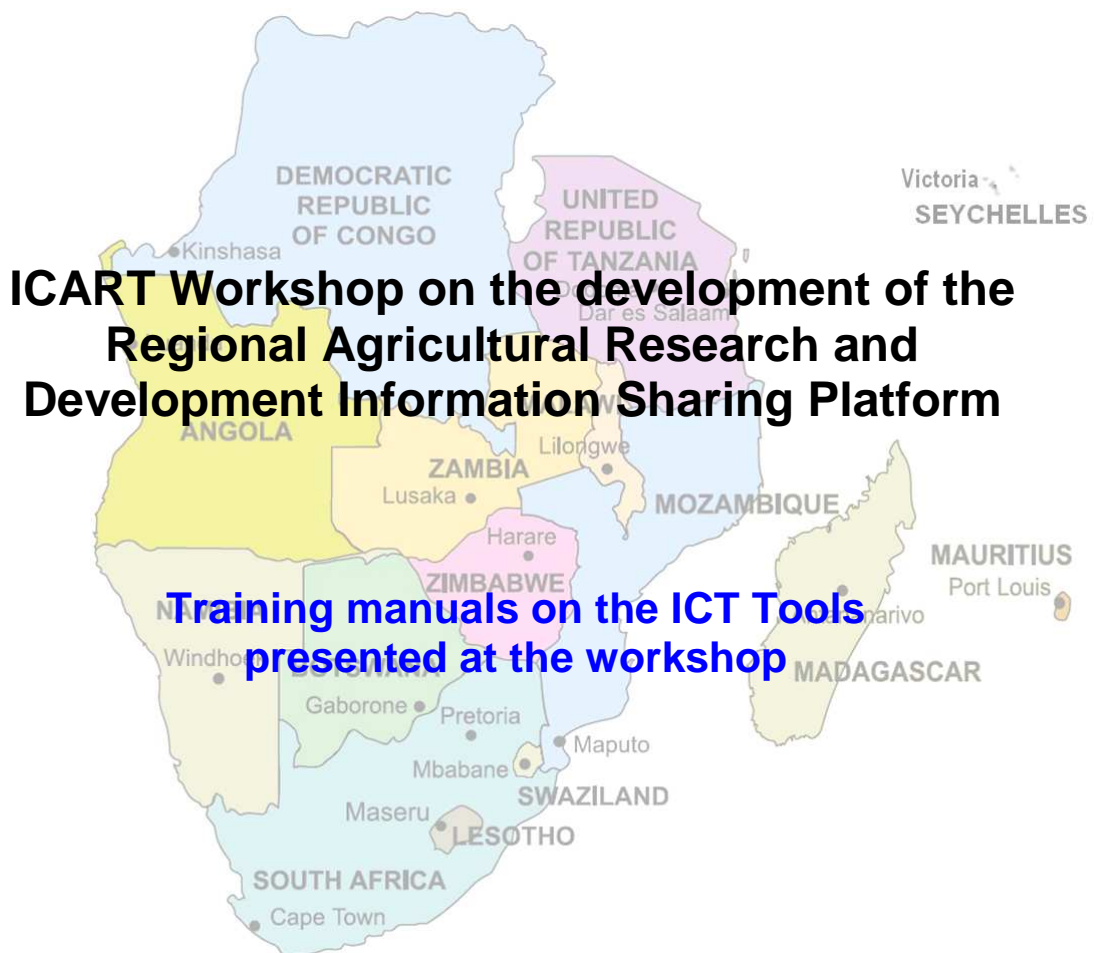 DEMOCRATIC
REPUBLIC
OF CONGO
Kinshasa
UNITED
REPUBLIC
OF TANZANIA
Dar es Salaam
Victoria
SEYCHELLES
ICART Workshop on the development of the
Regional Agricultural Research and
Development Information Sharing Platform
ANGOLA
Lilongwe
ZAMBIA
Lusaka
MOZAMBIQUE
Harare
ZIMBABWE
MAURITIUS
Port Louis
Training manuals on the ICT Tools
presented at the workshop
Windhoek
MADAGASCAR
Gaborone
Pretoria
Maputo
Mbabane
SWAZILAND
Maseru
LESOTHO
SOUTH AFRICA
Cape Town